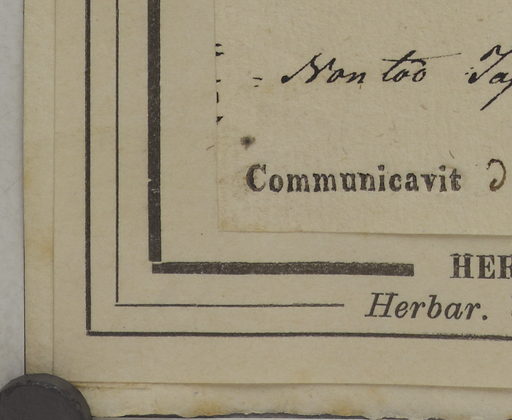 Non too
Communicavit
HER
Herbar.